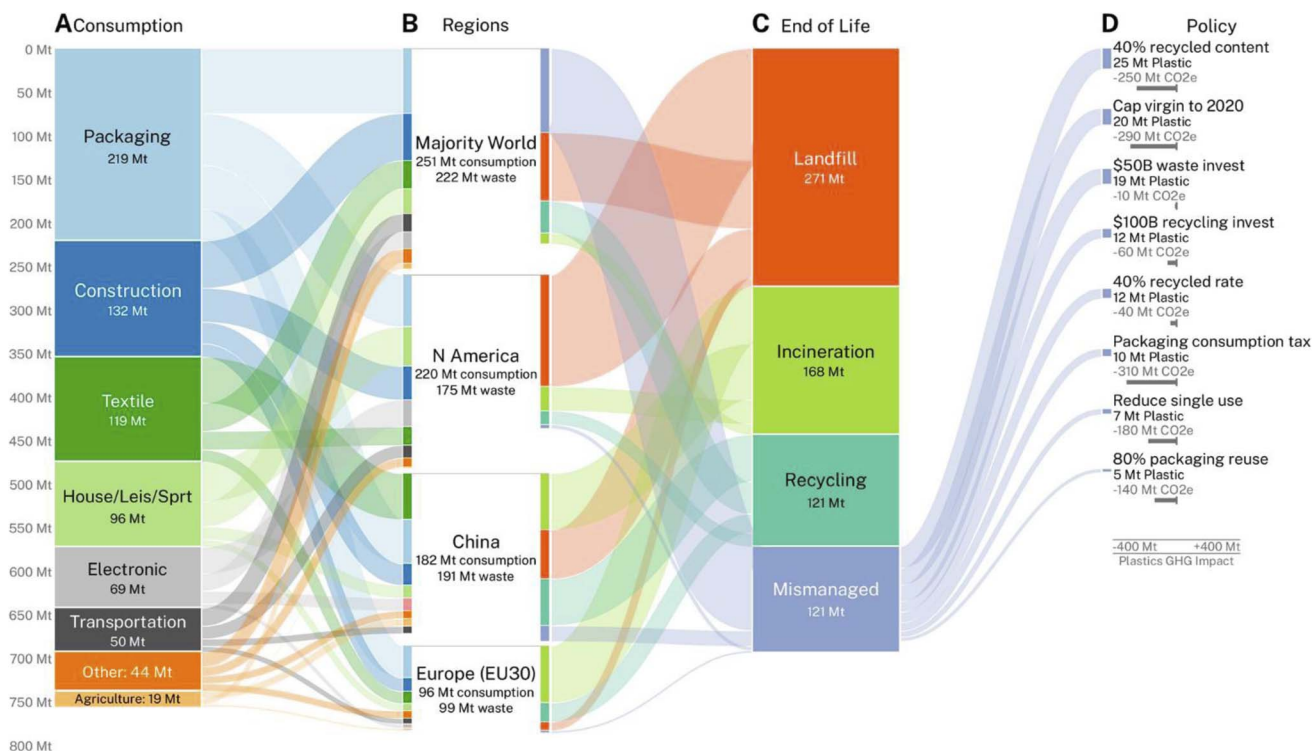 A Consumption
B Regions
C End of Life
D Policy
0 Mt
50 Mt
100 Mt
150 Mt
200 Mt
250 Mt
300 Mt
350 Mt
400 Mt
450 Mt
500 Mt
550 Mt
600 Mt
650 Mt
700 Mt
750 Mt
800 Mt
Packaging
219 Mt
Construction
132 Mt
Textile
119 Mt
House/Leis/Sprt
96 Mt
Electronic
69 Mt
Transportation
50 Mt
Other: 44 Mt
Agriculture: 19 Mt
Majority World
251 Mt consumption
222 Mt waste
N America
220 Mt consumption
175 Mt waste
China
182 Mt consumption
191 Mt waste
Europe (EU30)
96 Mt consumption
99 Mt waste
Landfill
271 Mt
Incineration
168 Mt
Recycling
121 Mt
Mismanaged
121 Mt
40% recycled content
25 Mt Plastic
-250 Mt CO2e
Cap virgin to 2020
20 Mt Plastic
-290 Mt CO2e
$50B waste invest
19 Mt Plastic
-10 Mt CO2e
$100B recycling invest
12 Mt Plastic
-60 Mt CO2e
40% recycled rate
12 Mt Plastic
-40 Mt CO2e
Packaging consumption tax
10 Mt Plastic
-310 Mt CO2e
Reduce single use
7 Mt Plastic
-180 Mt CO2e
80% packaging reuse
5 Mt Plastic
-140 Mt CO2e
-400 Mt +400 Mt
Plastics GHG Impact